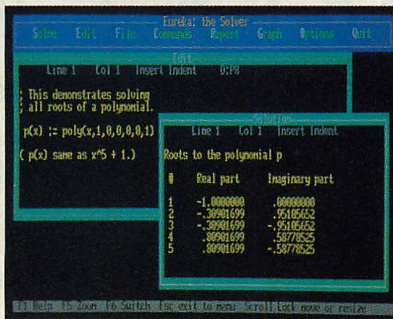 Eureka: the Solver
Solve Edit File Commands Report Graph Options Quit
Edit
Line 1 Col 1 Insert Indent D:P8
; This demonstrates solving
; all roots of a polynomial.
p(x) := poly(x,1,0,0,0,0,1)
( p(x) same as x^5 + 1.)
Solution
Line 1 Col 1 Insert Indent
Roots to the polynomial p
# Real part Imaginary part
1 -1.0000000 .00000000
2 -.30901699 .95105652
3 -.30901699 -.95105652
4 .80901699 .58778525
5 .80901699 -.58778525
F1 Help F5 Zoom F6 Switch Esc exit to menu Scroll Lock move or resize